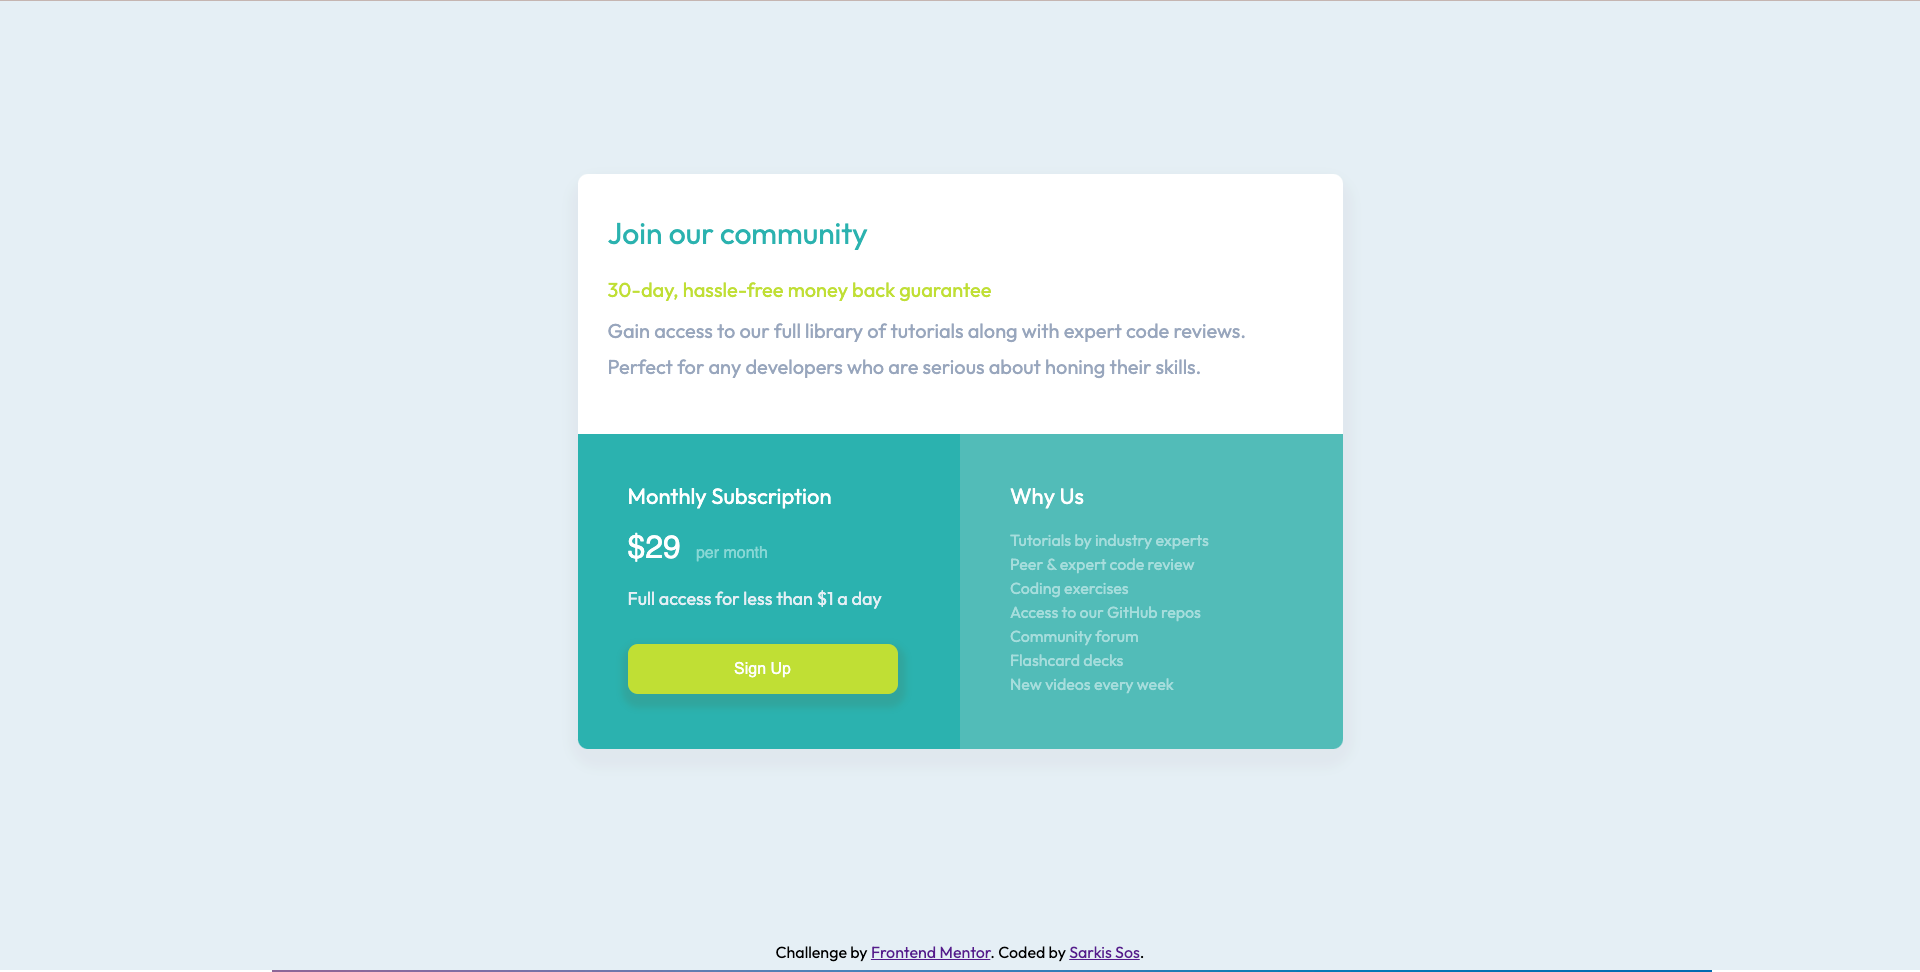 Join our community
30-day, hassle-free money back guarantee
Gain access to our full library of tutorials along with expert code reviews.
Perfect for any developers who are serious about honing their skills.
Monthly Subscription
$29 per month
Full access for less than $1 a day
Sign Up
Why Us
Tutorials by industry experts
Peer & expert code review
Coding exercises
Access to our GitHub repos
Community forum
Flashcard decks
New videos every week
Challenge by Frontend Mentor. Coded by Sarkis Sos.